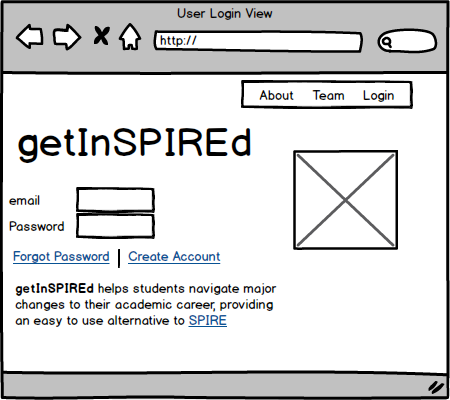 User Login View
http://
About Team Login
getInSPIREd
email
Password
Forgot Password | Create Account
getInSPIREd helps students navigate major
changes to their academic career, providing
an easy to use alternative to SPIRE